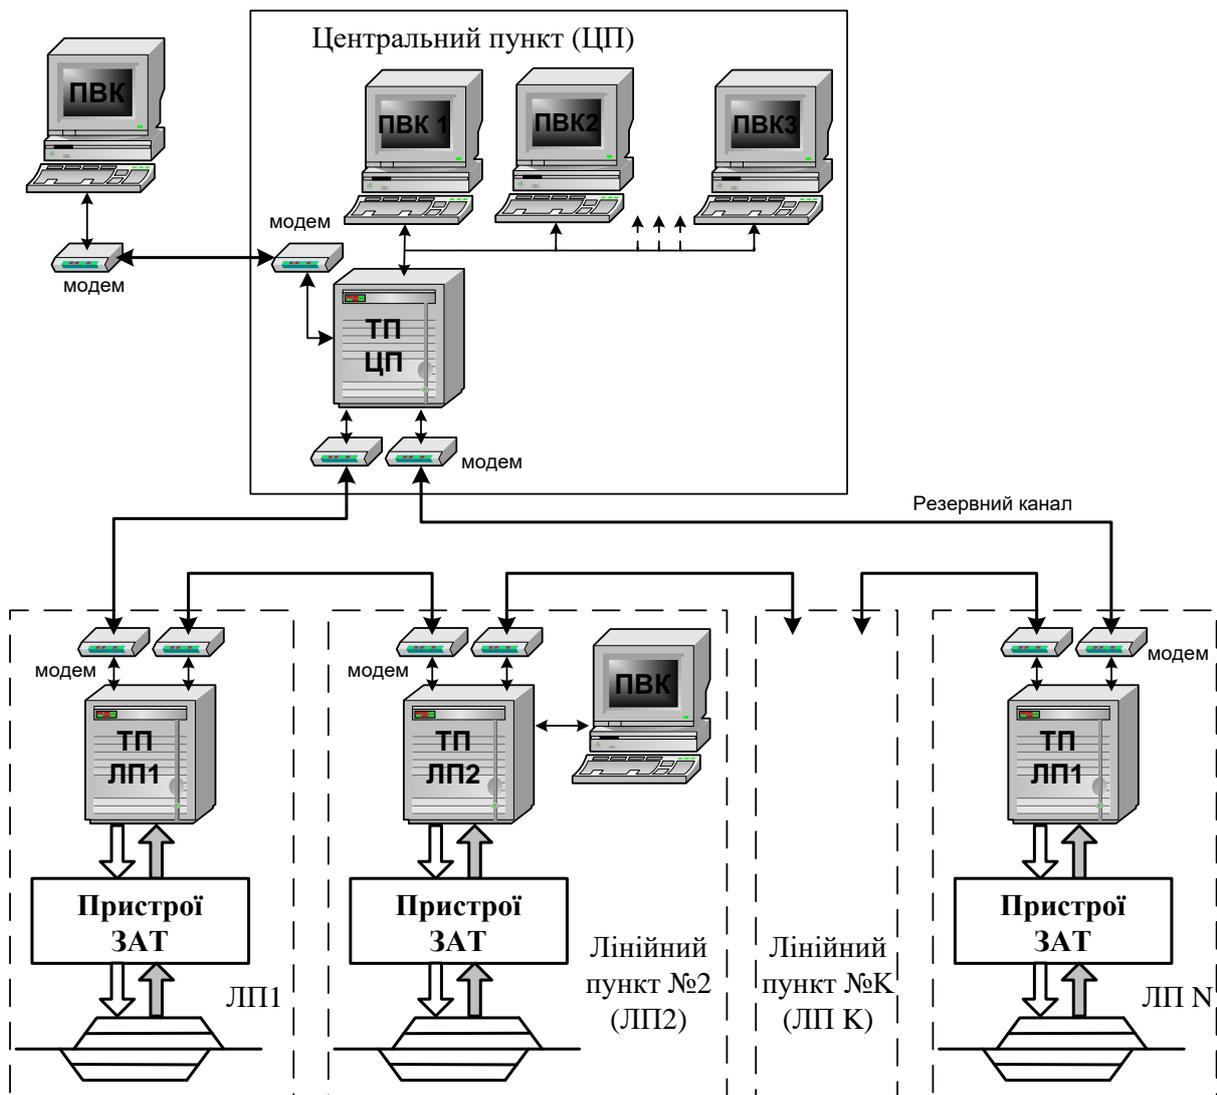 Центральний пункт (ЦП)
ПВК
ПВК 1
ПВК2
ПВК3
модем
модем
ТП
ЦП
модем
Резервний канал
модем
модем
модем
ТП
ЛП1
ТП
ЛП2
ПВК
ТП
ЛП1
Пристрої
ЗАТ
Пристрої
ЗАТ
Пристрої
ЗАТ
ЛП1
Лінійний
пункт №2
(ЛП2)
Лінійний
пункт №K
(ЛП K)
ЛП N